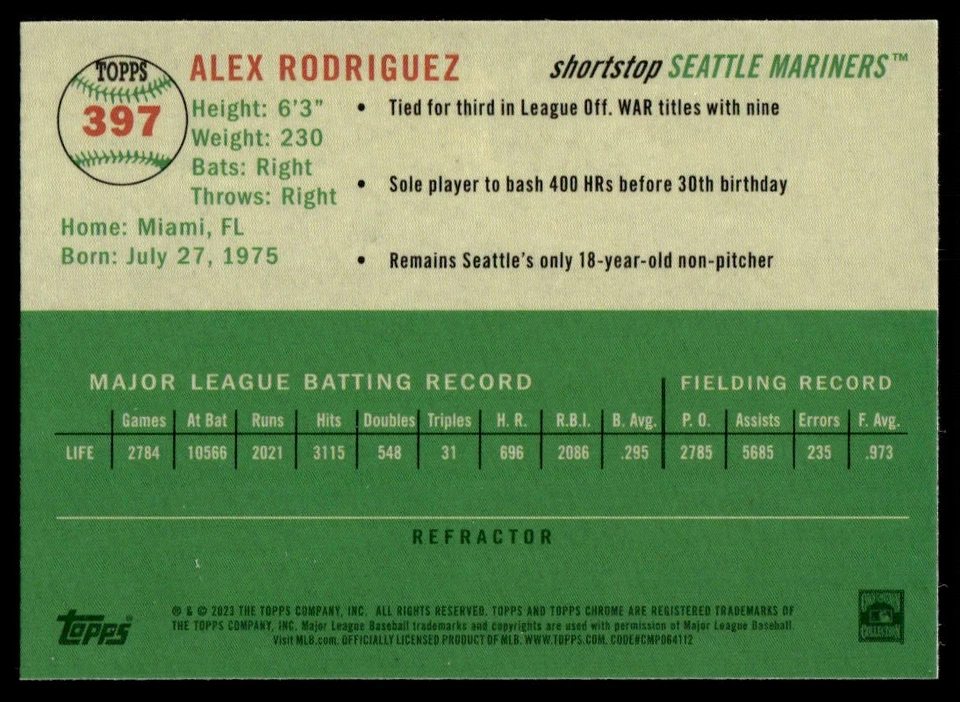 TOPPS
397
ALEX RODRIGUEZ
shortstop SEATTLE MARINERS™
Height: 6'3"
Weight: 230
Bats: Right
Throws: Right
Home: Miami, FL
Born: July 27, 1975
• Tied for third in League Off. WAR titles with nine
• Sole player to bash 400 HRs before 30th birthday
• Remains Seattle's only 18-year-old non-pitcher
MAJOR LEAGUE BATTING RECORD FIELDING RECORD
Games At Bat Runs Hits Doubles Triples H. R. R.B.I. B. Avg. P. O. Assists Errors F. Avg.
LIFE 2784 10566 2021 3115 548 31 696 2086 .295 2785 5685 235 .973
REFRACTOR
topps
® & © 2023 THE TOPPS COMPANY, INC. ALL RIGHTS RESERVED. TOPPS AND TOPPS CHROME ARE REGISTERED TRADEMARKS OF
THE TOPPS COMPANY, INC. Major League Baseball trademarks and copyrights are used with permission of Major League Baseball.
Visit MLB.com. OFFICIALLY LICENSED PRODUCT OF MLB. WWW.TOPPS.COM. CODE#CMP064112
COLLECTION